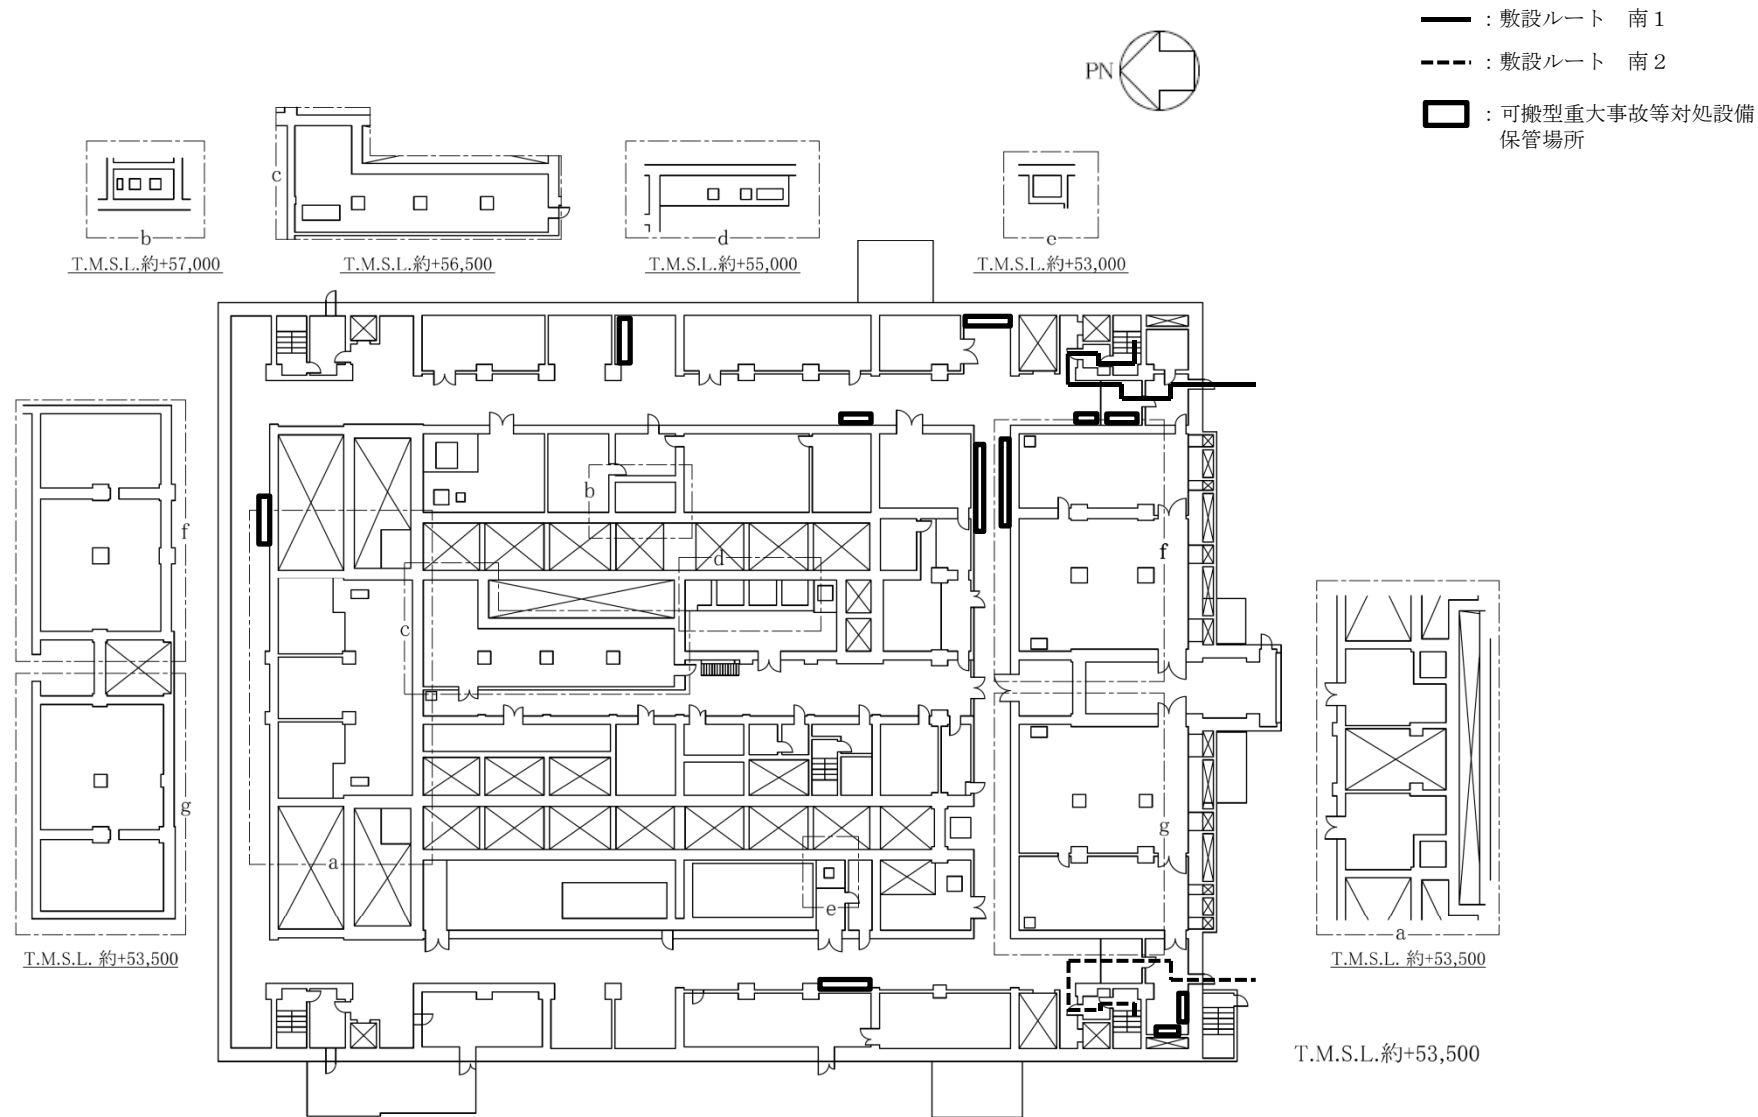 ：敷設ルート　南１
：敷設ルート　南２
：可搬型重大事故等対処設備
保管場所
PN
b
T.M.S.L.約+57,000
c
T.M.S.L.約+56,500
d
T.M.S.L.約+55,000
e
T.M.S.L.約+53,000
f
g
T.M.S.L. 約+53,500
b
d
c
a
e
f
g
a
T.M.S.L. 約+53,500
T.M.S.L.約+53,500